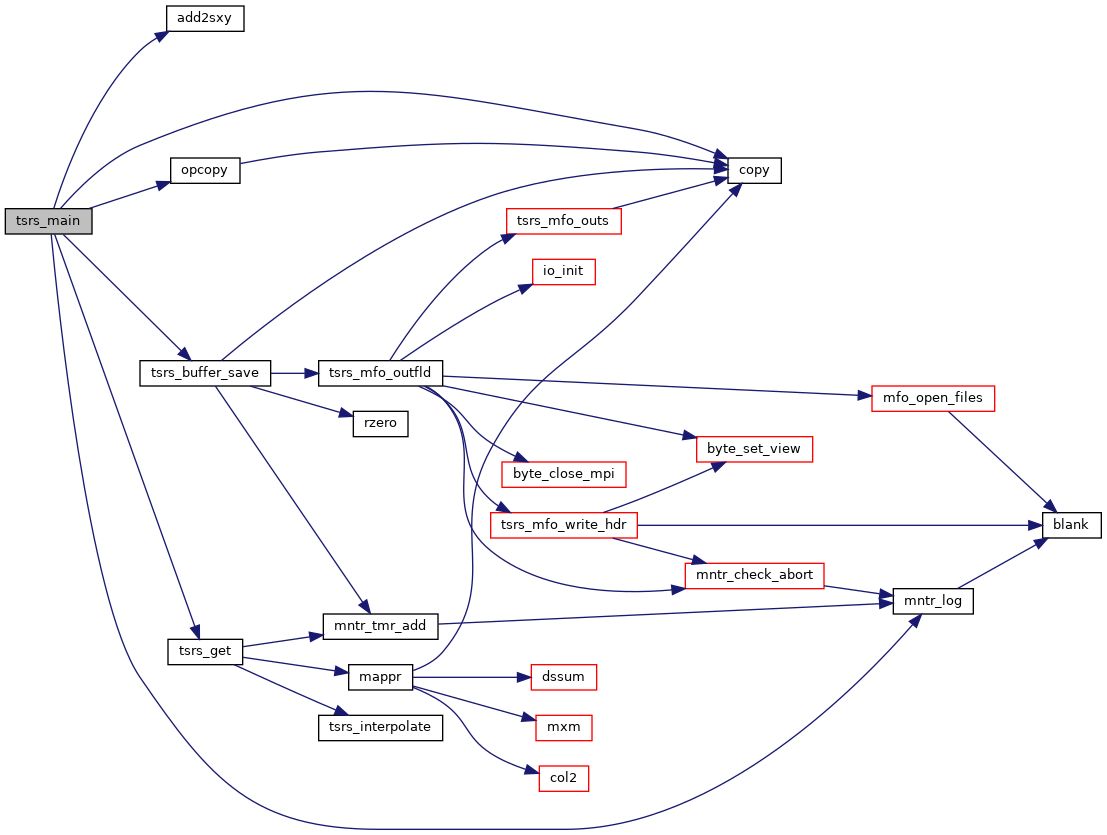 add2sxy
opcopy
copy
tsrs_main
tsrs_mfo_outs
io_init
tsrs_buffer_save
tsrs_mfo_outfld
mfo_open_files
rzero
byte_set_view
byte_close_mpi
tsrs_mfo_write_hdr
blank
mntr_check_abort
mntr_log
mntr_tmr_add
tsrs_get
mappr
dssum
tsrs_interpolate
mxm
col2